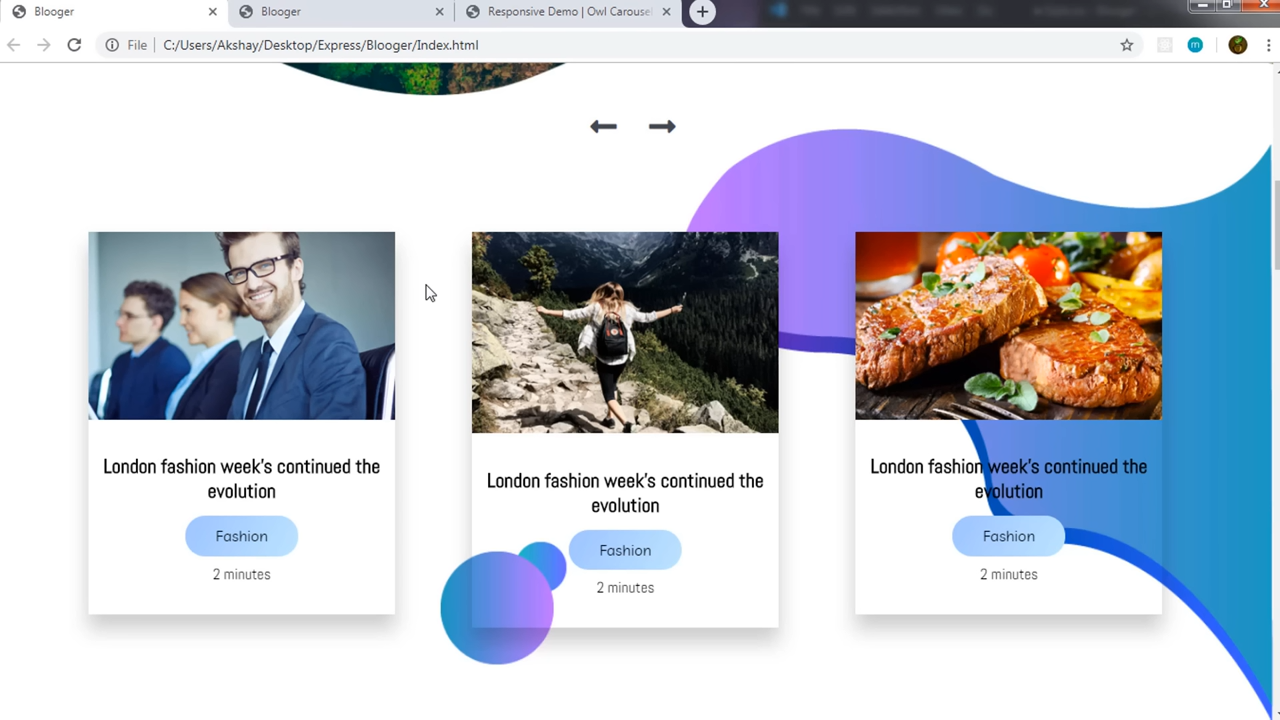 Blooger
Blooger
Responsive Demo | Owl Carousel
File
C:/Users/Akshay/Desktop/Express/Blooger/Index.html
m
London fashion week's continued the
evolution
Fashion
2 minutes
London fashion week's continued the
evolution
Fashion
2 minutes
London fashion week's continued the
evolution
Fashion
2 minutes